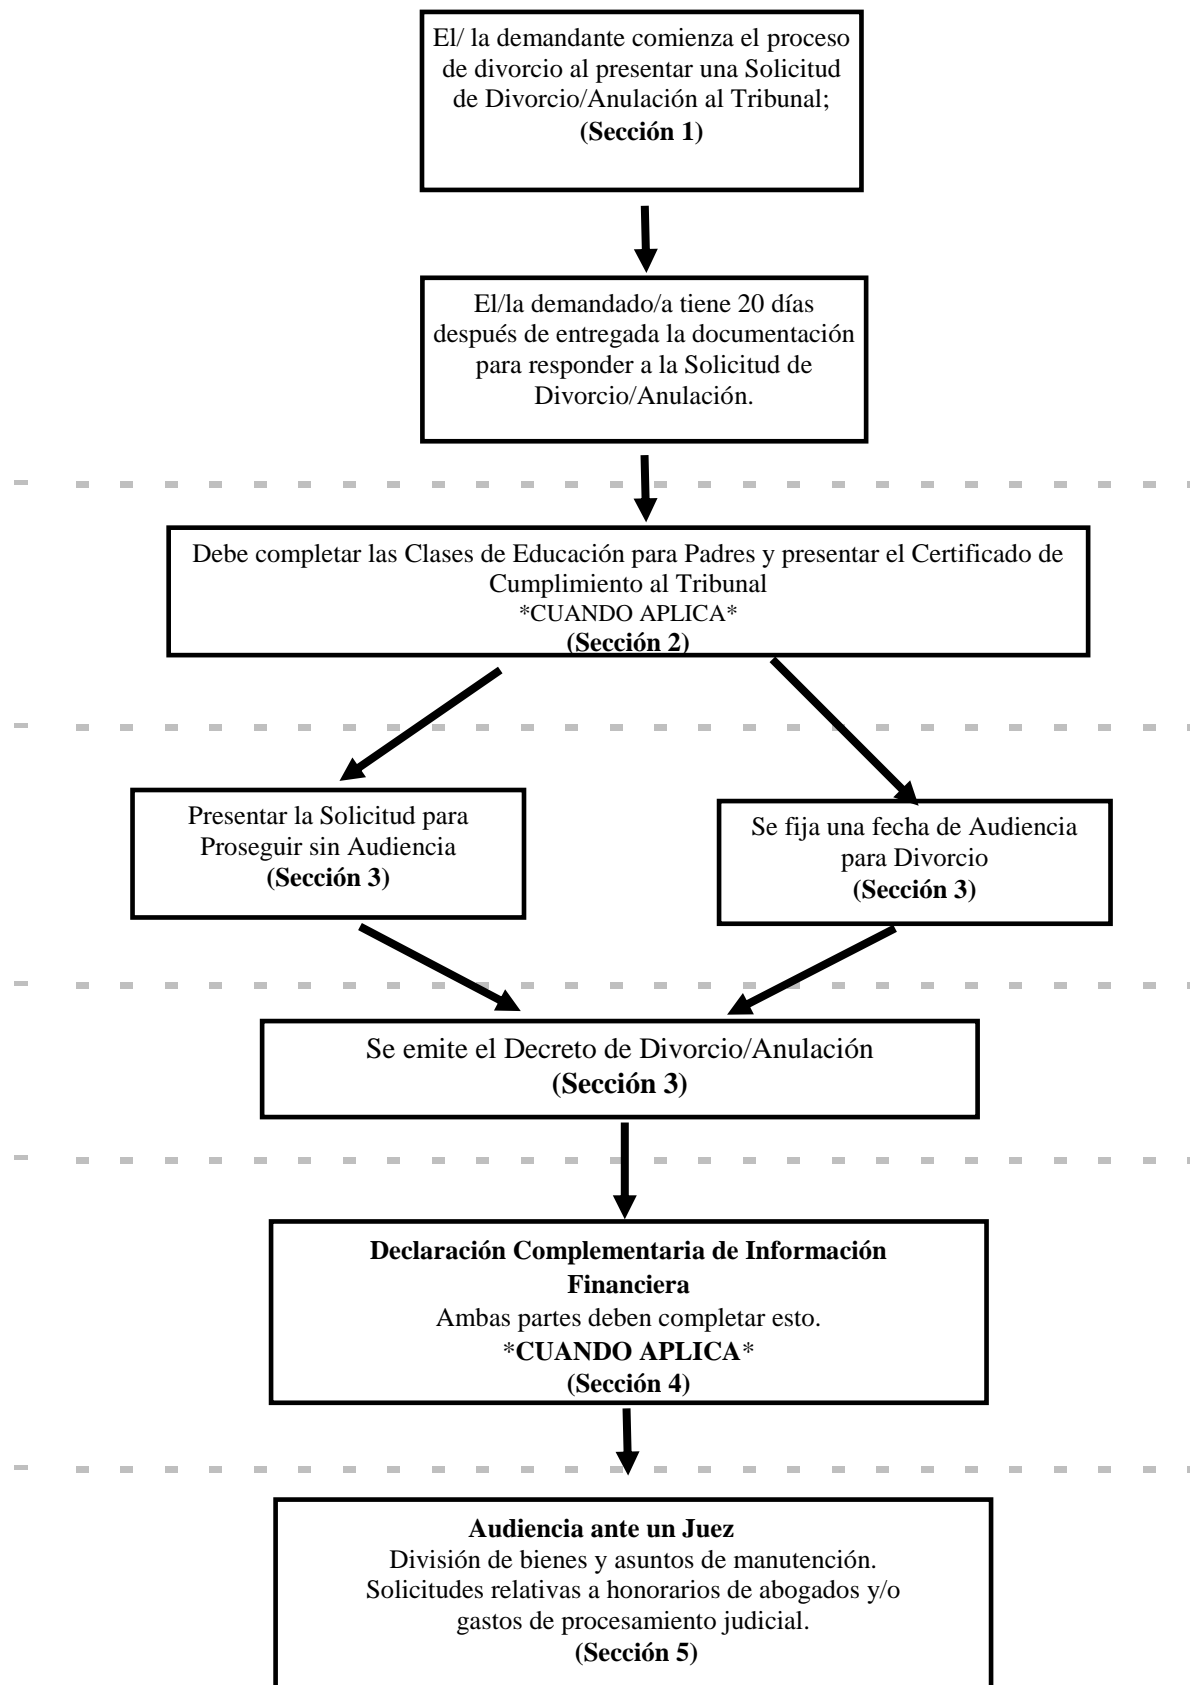 El/ la demandante comienza el proceso
de divorcio al presentar una Solicitud
de Divorcio/Anulación al Tribunal;
(Sección 1)
El/la demandado/a tiene 20 días
después de entregada la documentación
para responder a la Solicitud de
Divorcio/Anulación.
Debe completar las Clases de Educación para Padres y presentar el Certificado de
Cumplimiento al Tribunal
*CUANDO APLICA*
(Sección 2)
Presentar la Solicitud para
Proseguir sin Audiencia
(Sección 3)
Se fija una fecha de Audiencia
para Divorcio
(Sección 3)
Se emite el Decreto de Divorcio/Anulación
(Sección 3)
Declaración Complementaria de Información
Financiera
Ambas partes deben completar esto.
*CUANDO APLICA*
(Sección 4)
Audiencia ante un Juez
División de bienes y asuntos de manutención.
Solicitudes relativas a honorarios de abogados y/o
gastos de procesamiento judicial.
(Sección 5)